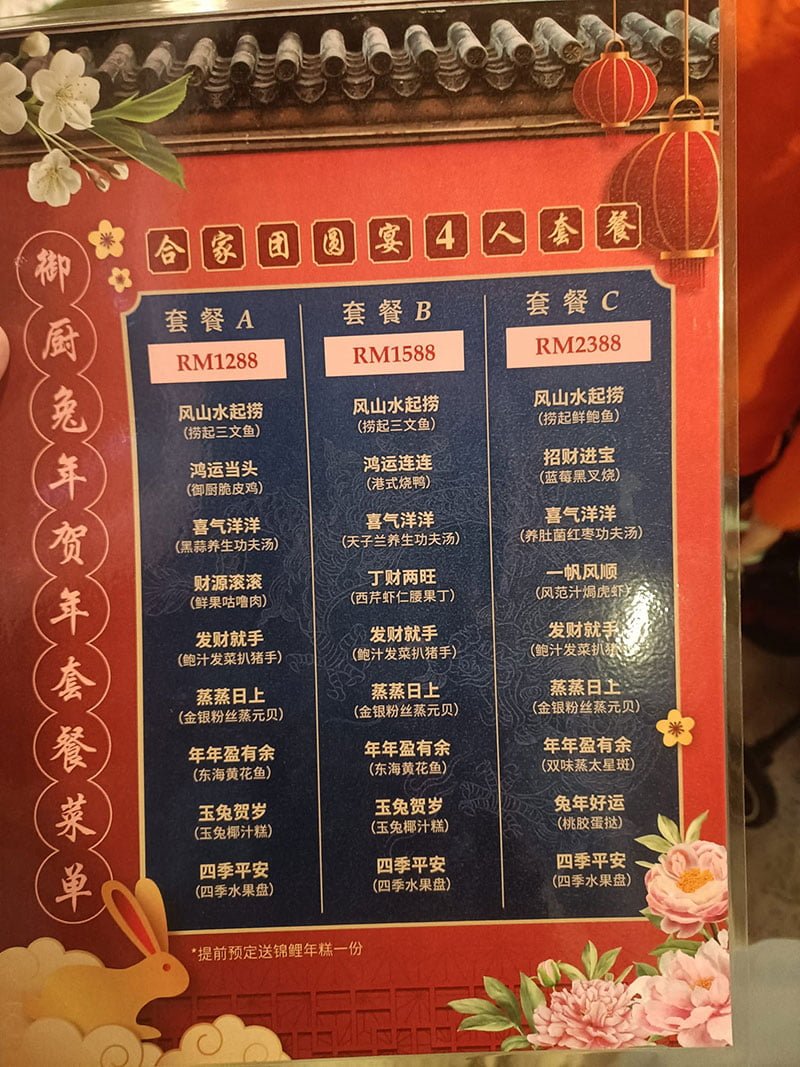 合家团圆宴4人套餐
御厨兔年贺年套餐菜单
套餐A
RM1288
风山水起捞
(捞起三文鱼)
鸿运当头
(御厨脆皮鸡)
喜气洋洋
(黑蒜养生功夫汤)
财源滚滚
(鲜果咕噜肉)
发财就手
(鲍汁发菜扒猪手)
蒸蒸日上
(金银粉丝蒸元贝)
年年盈有余
(东海黄花鱼)
玉兔贺岁
(玉兔椰汁糕)
四季平安
(四季水果盘)
套餐B
RM1588
风山水起捞
(捞起三文鱼)
鸿运连连
(港式烧鸭)
喜气洋洋
(天子兰养生功夫汤)
丁财两旺
(西芹虾仁腰果丁)
发财就手
(鲍汁发菜扒猪手)
蒸蒸日上
(金银粉丝蒸元贝)
年年盈有余
(东海黄花鱼)
玉兔贺岁
(玉兔椰汁糕)
四季平安
(四季水果盘)
套餐C
RM2388
风山水起捞
(捞起鲜鲍鱼)
招财进宝
(蓝莓黑叉烧)
喜气洋洋
(养肚菌红枣功夫汤)
一帆风顺
(风范汁焗虎虾)
发财就手
(鲍汁发菜扒猪手)
蒸蒸日上
(金银粉丝蒸元贝)
年年盈有余
(双味蒸太星斑)
兔年好运
(桃胶蛋挞)
四季平安
(四季水果盘)
*提前预定送锦鲤年糕一份